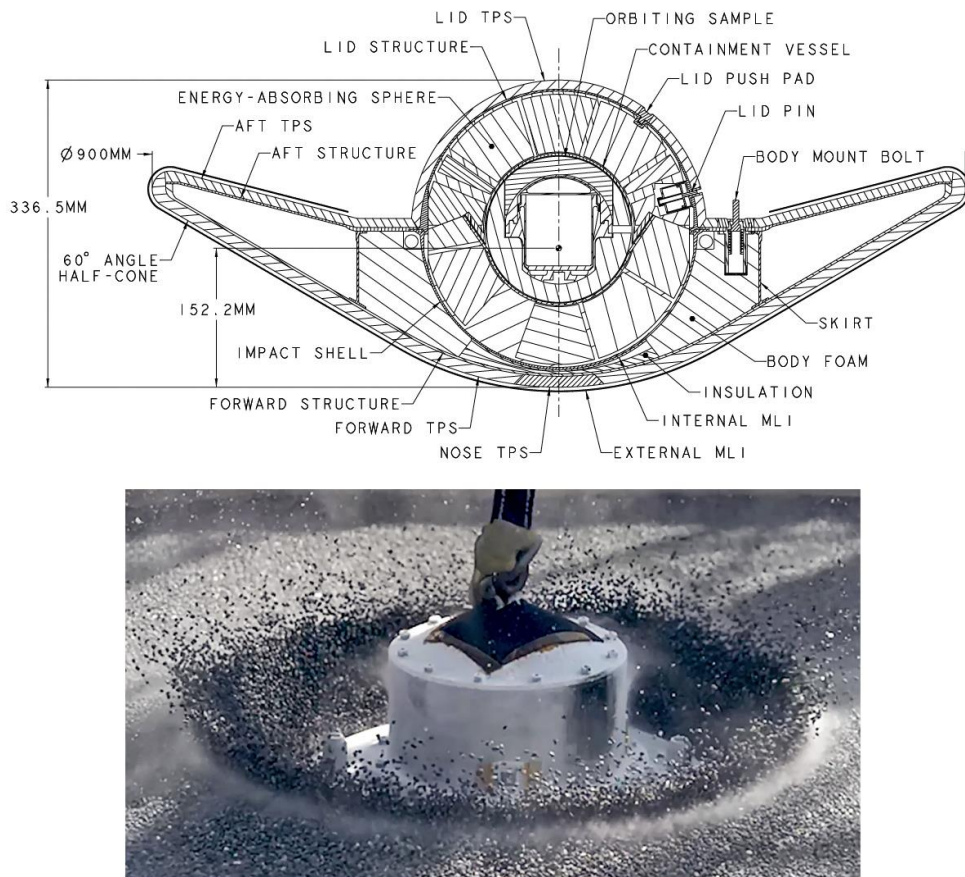 LID TPS
LID STRUCTURE
ENERGY-ABSORBING SPHERE
AFT TPS
AFT STRUCTURE
Ø900MM
336.5MM
60° ANGLE
HALF-CONE
152.2MM
IMPACT SHELL
FORWARD STRUCTURE
FORWARD TPS
NOSE TPS
ORBITING SAMPLE
CONTAINMENT VESSEL
LID PUSH PAD
LID PIN
BODY MOUNT BOLT
SKIRT
BODY FOAM
INSULATION
INTERNAL MLI
EXTERNAL MLI